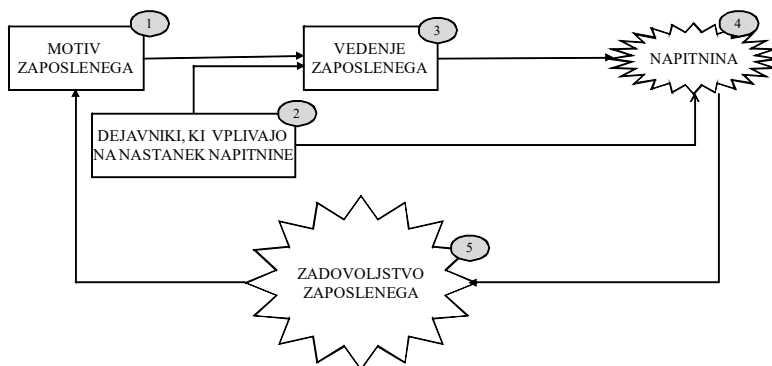 1
MOTIV
ZAPOSLENEGA
3
VEDENJE
ZAPOSLENEGA
4
NAPITNINA
2
DEJAVNIKI, KI VPLIVAJO
NA NASTANEK NAPITNINE
5
ZADOVOLJSTVO
ZAPOSLENEGA